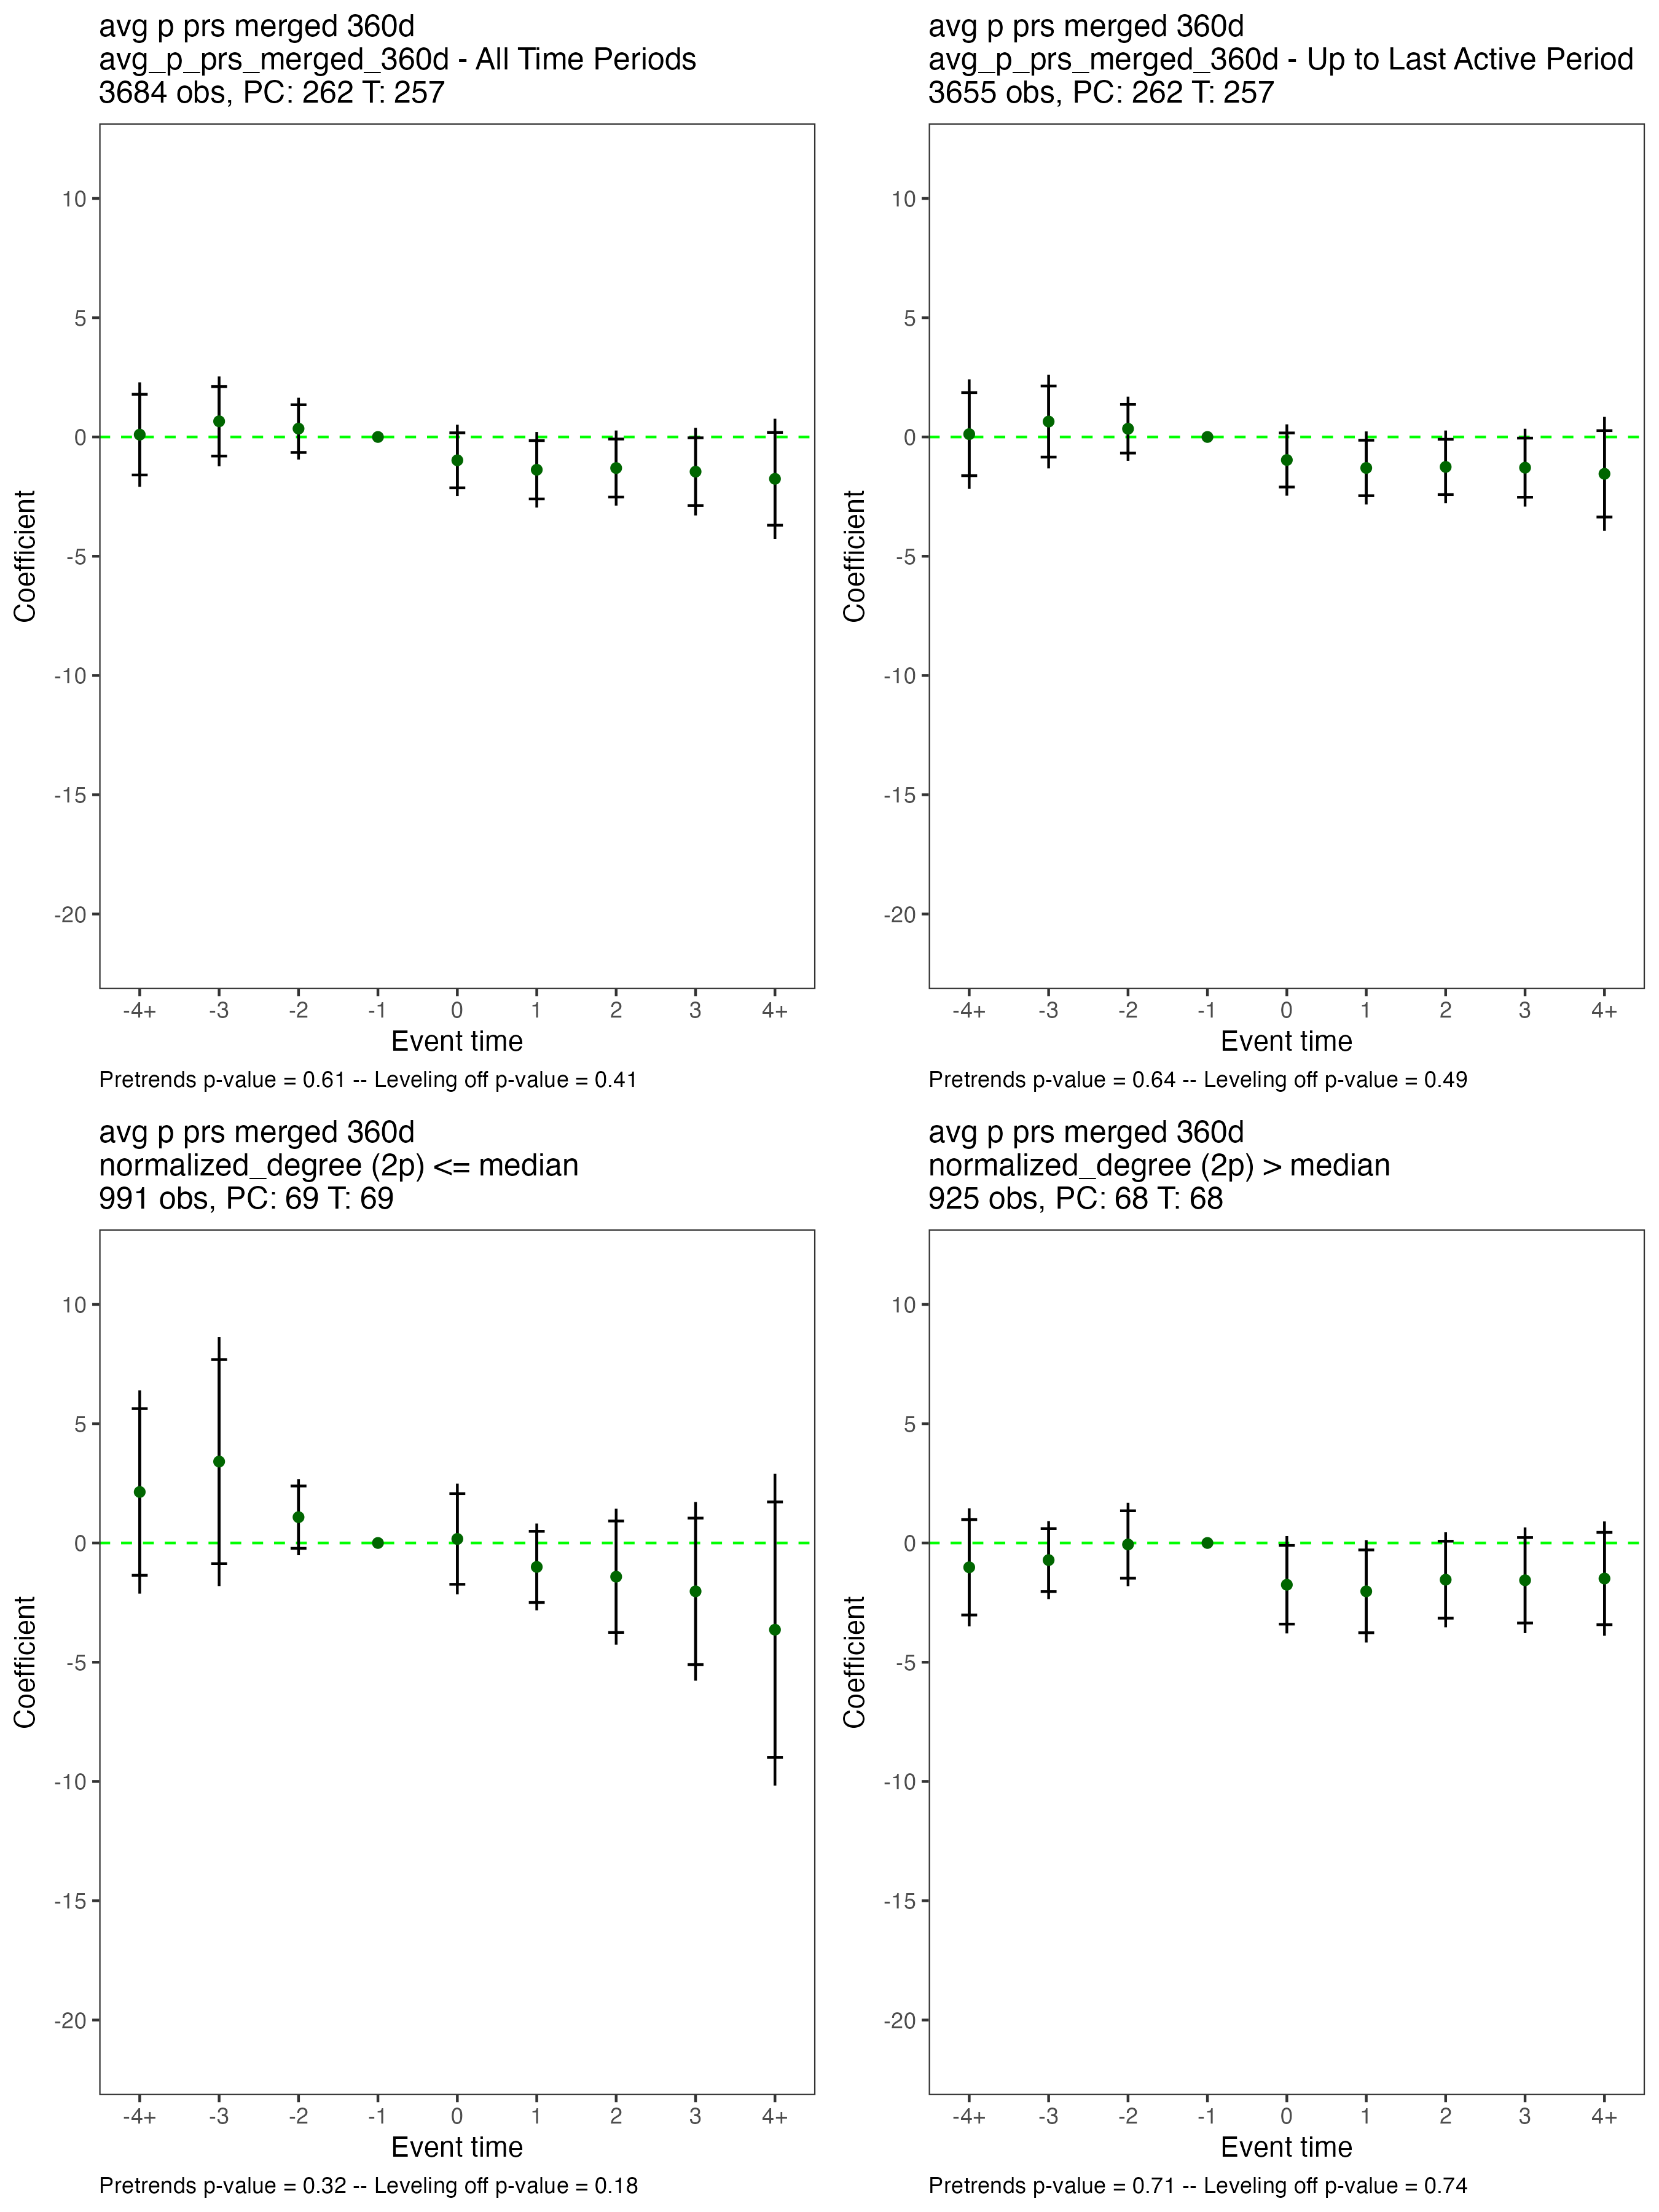 avg p prs merged 360d
avg_p_prs_merged_360d - All Time Periods
3684 obs, PC: 262 T: 257
10
5
0
-5
-10
-15
-20
Coefficient
-4+ -3 -2 -1 0 1 2 3 4+
Event time
Pretrends p-value = 0.61 -- Leveling off p-value = 0.41
avg p prs merged 360d
avg_p_prs_merged_360d - Up to Last Active Period
3655 obs, PC: 262 T: 257
10
5
0
-5
-10
-15
-20
Coefficient
-4+ -3 -2 -1 0 1 2 3 4+
Event time
Pretrends p-value = 0.64 -- Leveling off p-value = 0.49
avg p prs merged 360d
normalized_degree (2p) <= median
991 obs, PC: 69 T: 69
10
5
0
-5
-10
-15
-20
Coefficient
-4+ -3 -2 -1 0 1 2 3 4+
Event time
Pretrends p-value = 0.32 -- Leveling off p-value = 0.18
avg p prs merged 360d
normalized_degree (2p) > median
925 obs, PC: 68 T: 68
10
5
0
-5
-10
-15
-20
Coefficient
-4+ -3 -2 -1 0 1 2 3 4+
Event time
Pretrends p-value = 0.71 -- Leveling off p-value = 0.74